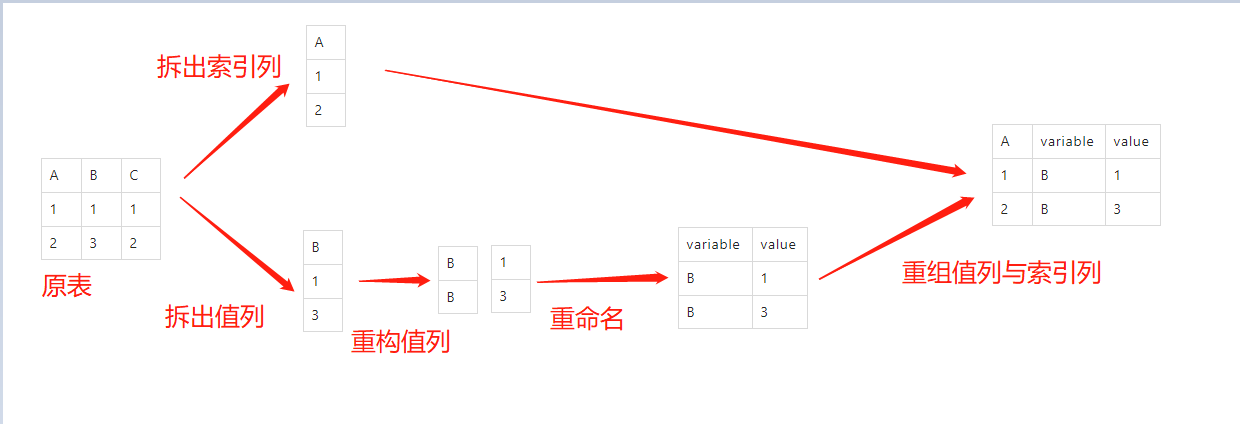 原表
A B C
1 1 1
2 3 2
拆出索引列
A
1
2
拆出值列
B
1
3
重构值列
B 1
B 3
重命名
variable value
B 1
B 3
重组值列与索引列
A variable value
1 B 1
2 B 3